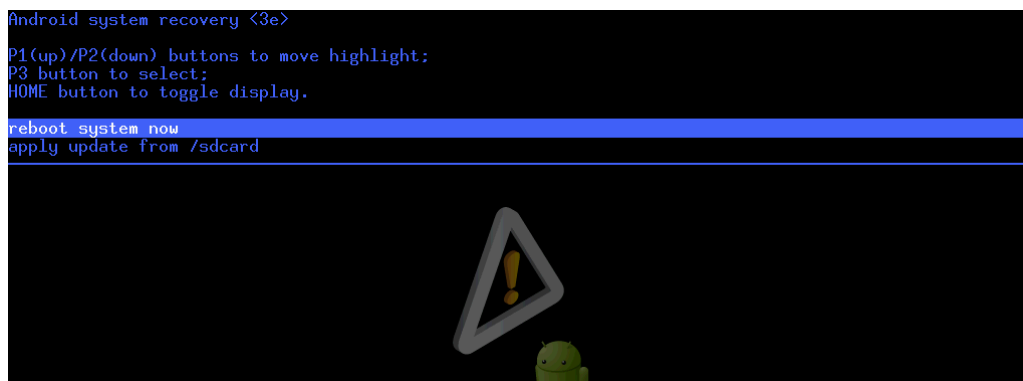 Android system recovery <3e>
P1(up)/P2(down) buttons to move highlight;
P3 button to select;
HOME button to toggle display.
reboot system now
apply update from /sdcard